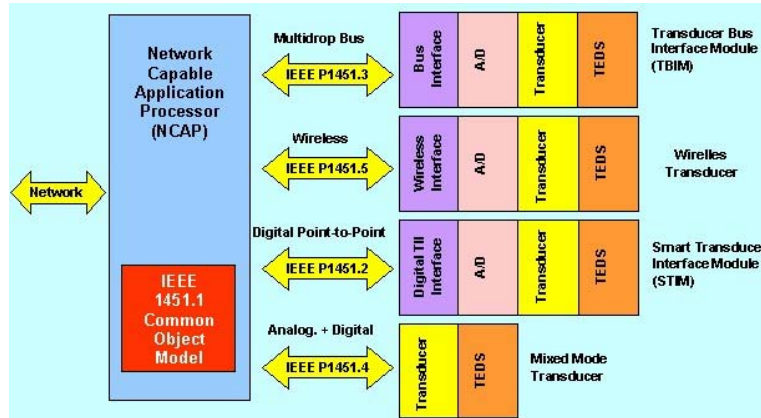 Network
Network
Capable
Application
Processor
(NCAP)
IEEE
1451.1
Common
Object
Model
Multidrop Bus
IEEE P1451.3
Bus
Interface
A/D
Transducer
TEDS
Transducer Bus
Interface Module
(TBIM)
Wireless
IEEE P1451.5
Wireless
Interface
A/D
Transducer
TEDS
Wirelles
Transducer
Digital Point-to-Point
IEEE P1451.2
Digital TII
Interface
A/D
Transducer
TEDS
Smart Transduce
Interface Module
(STIM)
Analog. + Digital
IEEE P1451.4
Transducer
TEDS
Mixed Mode
Transducer